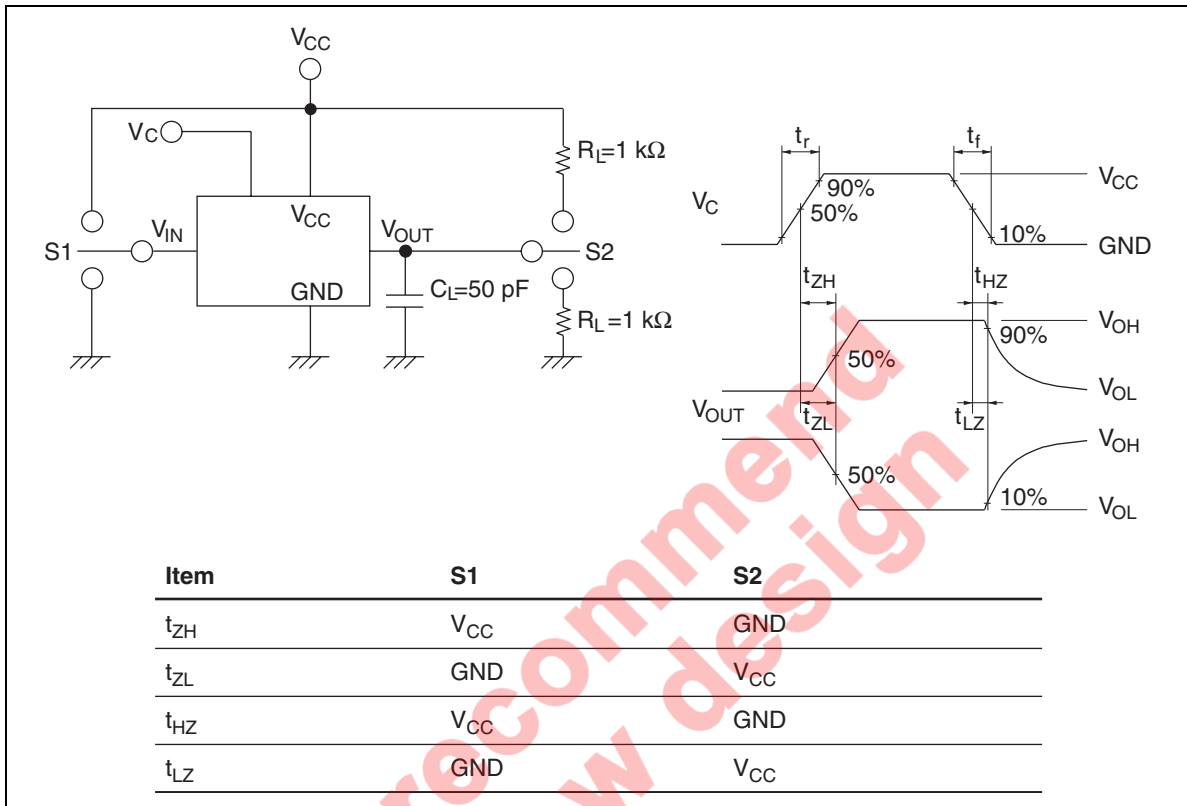 VCC
VC
RL=1 kΩ
VCC
S1
VIN
VOUT
S2
GND
CL=50 pF
RL=1 kΩ
tr
tf
VC
90%
50%
VCC
10%
GND
tZH
tHZ
50%
90%
VOH
VOL
VOUT
tZL
tLZ
50%
VOH
10%
VOL
Item S1 S2
tZH VCC GND
tZL GND VCC
tHZ VCC GND
tLZ GND VCC
recommend
w design